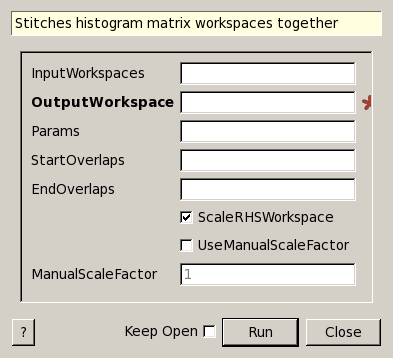 Stitches histogram matrix workspaces together
InputWorkspaces
OutputWorkspace
Params
StartOverlaps
EndOverlaps
ScaleRHSWorkspace
UseManualScaleFactor
ManualScaleFactor 1
? Keep Open Run Close